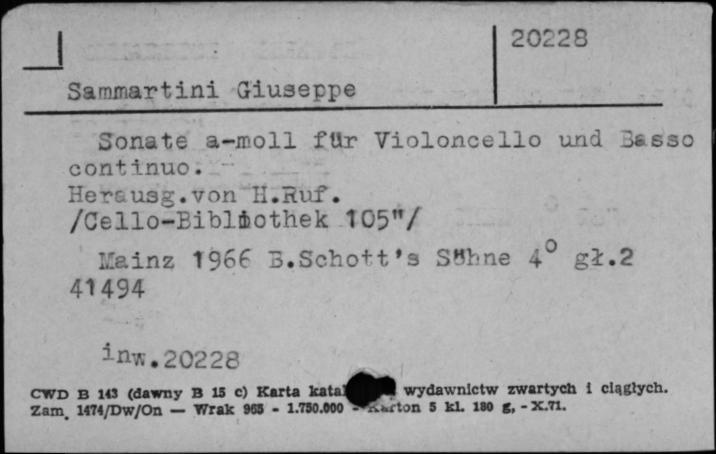 20228
Sammartini Giuseppe
Sonate a-moll für Violoncello und Basso
continuo.
Herausg.von H.Ruf.
/Cello-Bibliothek 105"/
Mainz 1966 B.Schott's Söhne 4° gł.2
41494
inw.20228
CWD B 143 (dawny B 15 c) Karta wydawnictw zwartych i ciągłych.
Zam. 1474/Dw/On — Wrak 965 - 1.750.000 - Karton 5 kl. 180 g, - X.71.